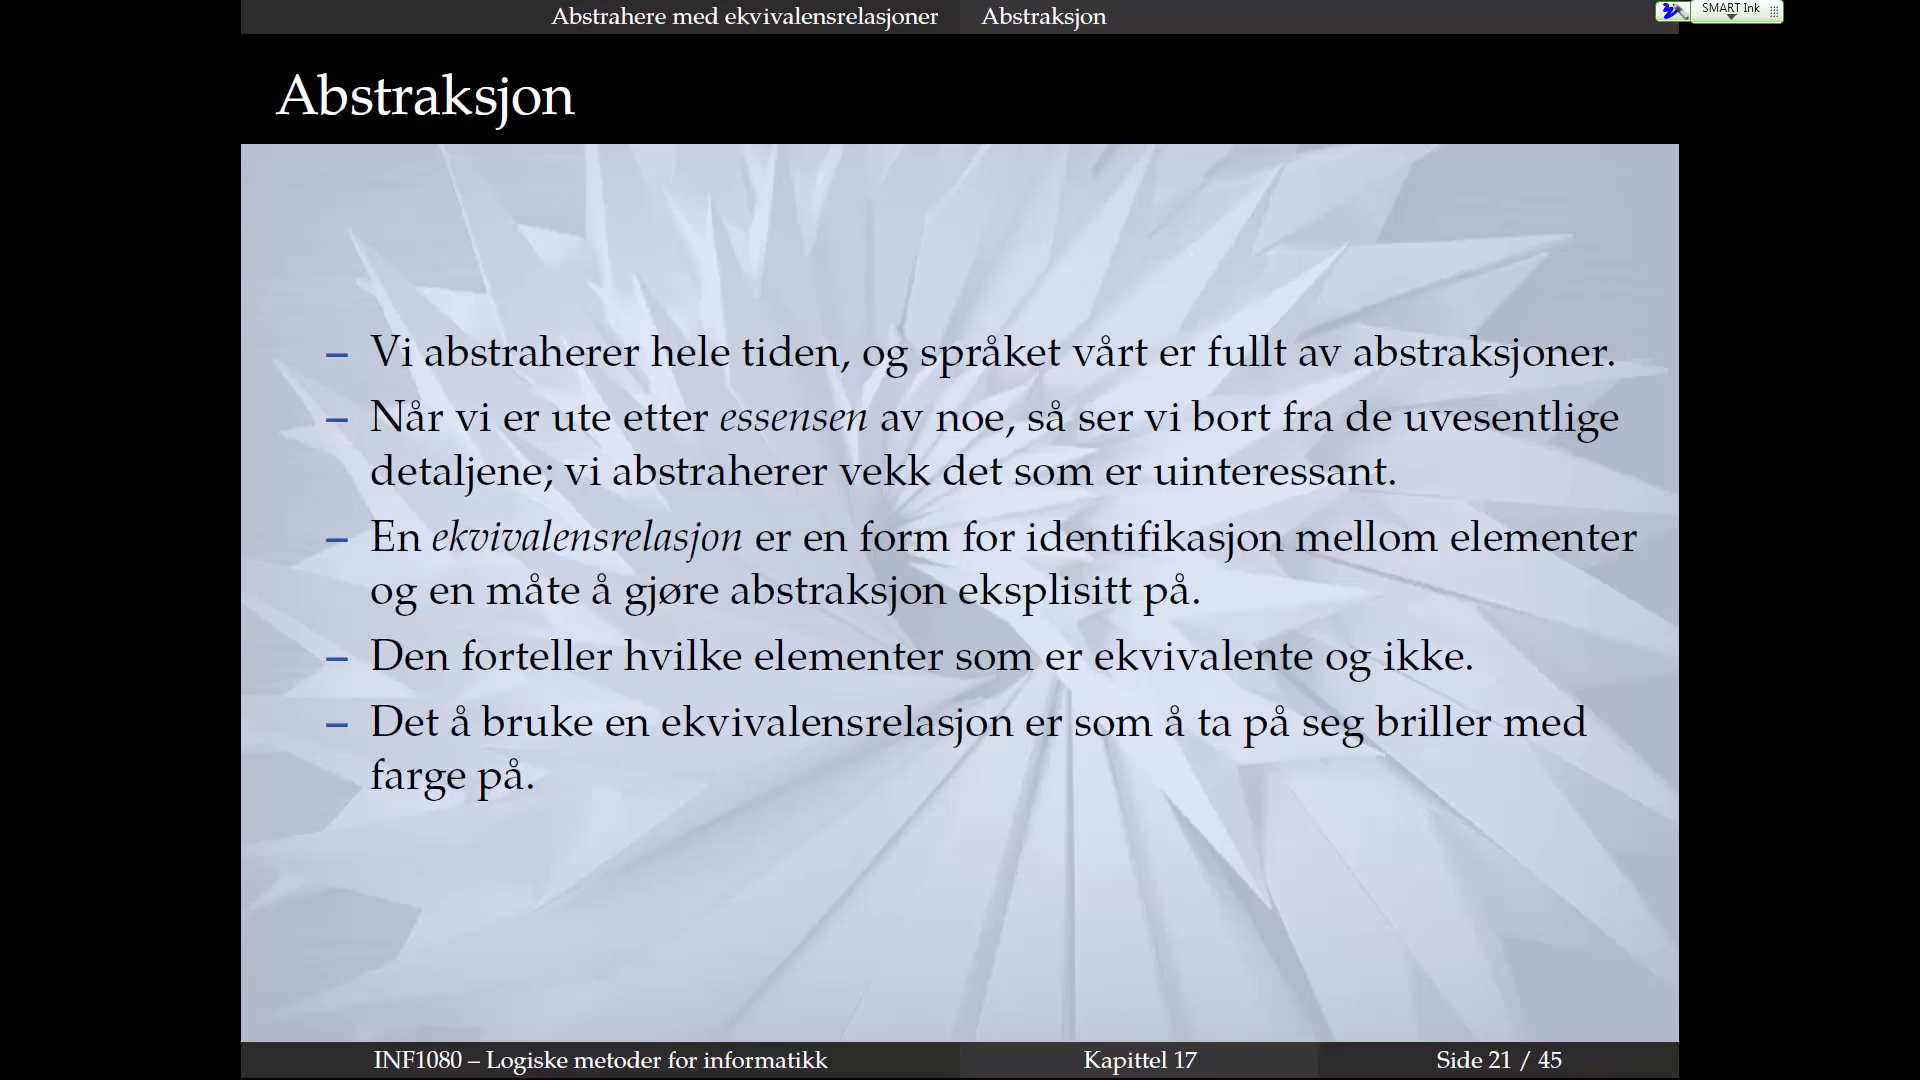 Abstrahere med ekvivalensrelasjoner Abstraksjon
SMART Ink
Abstraksjon
– Vi abstraherer hele tiden, og språket vårt er fullt av abstraksjoner.
– Når vi er ute etter essensen av noe, så ser vi bort fra de uvesentlige
detaljene; vi abstraherer vekk det som er uinteressant.
– En ekvivalensrelasjon er en form for identifikasjon mellom elementer
og en måte å gjøre abstraksjon eksplisitt på.
– Den forteller hvilke elementer som er ekvivalente og ikke.
– Det å bruke en ekvivalensrelasjon er som å ta på seg briller med
farge på.
INF1080 – Logiske metoder for informatikk Kapittel 17 Side 21 / 45